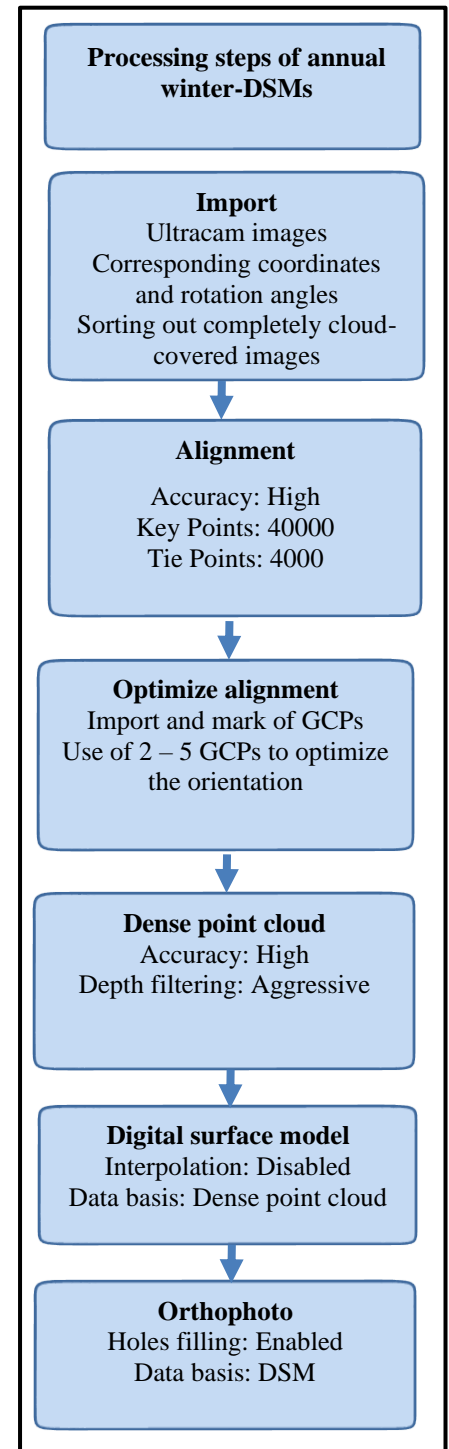 Processing steps of annual
winter-DSMs
Import
Ultracam images
Corresponding coordinates
and rotation angles
Sorting out completely cloud-
covered images
Alignment
Accuracy: High
Key Points: 40000
Tie Points: 4000
Optimize alignment
Import and mark of GCPs
Use of 2 – 5 GCPs to optimize
the orientation
Dense point cloud
Accuracy: High
Depth filtering: Aggressive
Digital surface model
Interpolation: Disabled
Data basis: Dense point cloud
Orthophoto
Holes filling: Enabled
Data basis: DSM